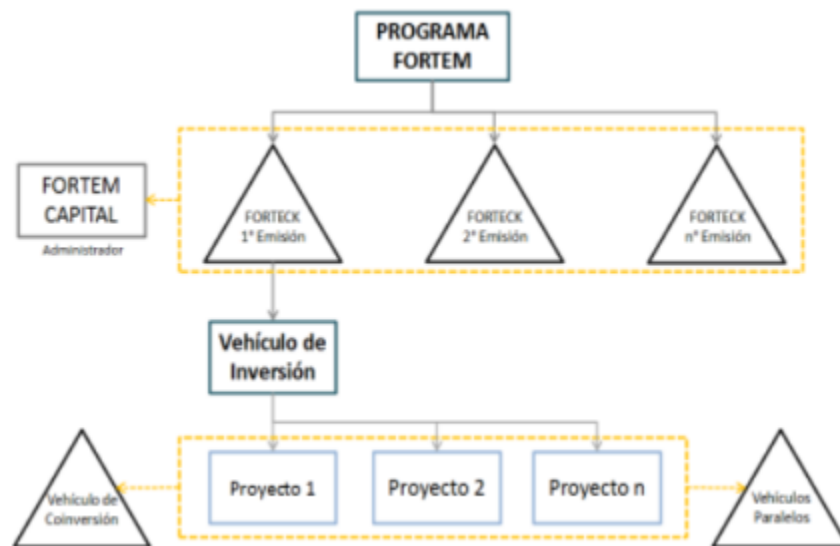 PROGRAMA
FORTEM
FORTEM
CAPITAL
Administrador
FORTECK
1° Emisión
FORTECK
2° Emisión
FORTECK
n° Emisión
Vehículo de
Inversión
Vehículo de
Coinversión
Proyecto 1
Proyecto 2
Proyecto n
Vehículos
Paralelos